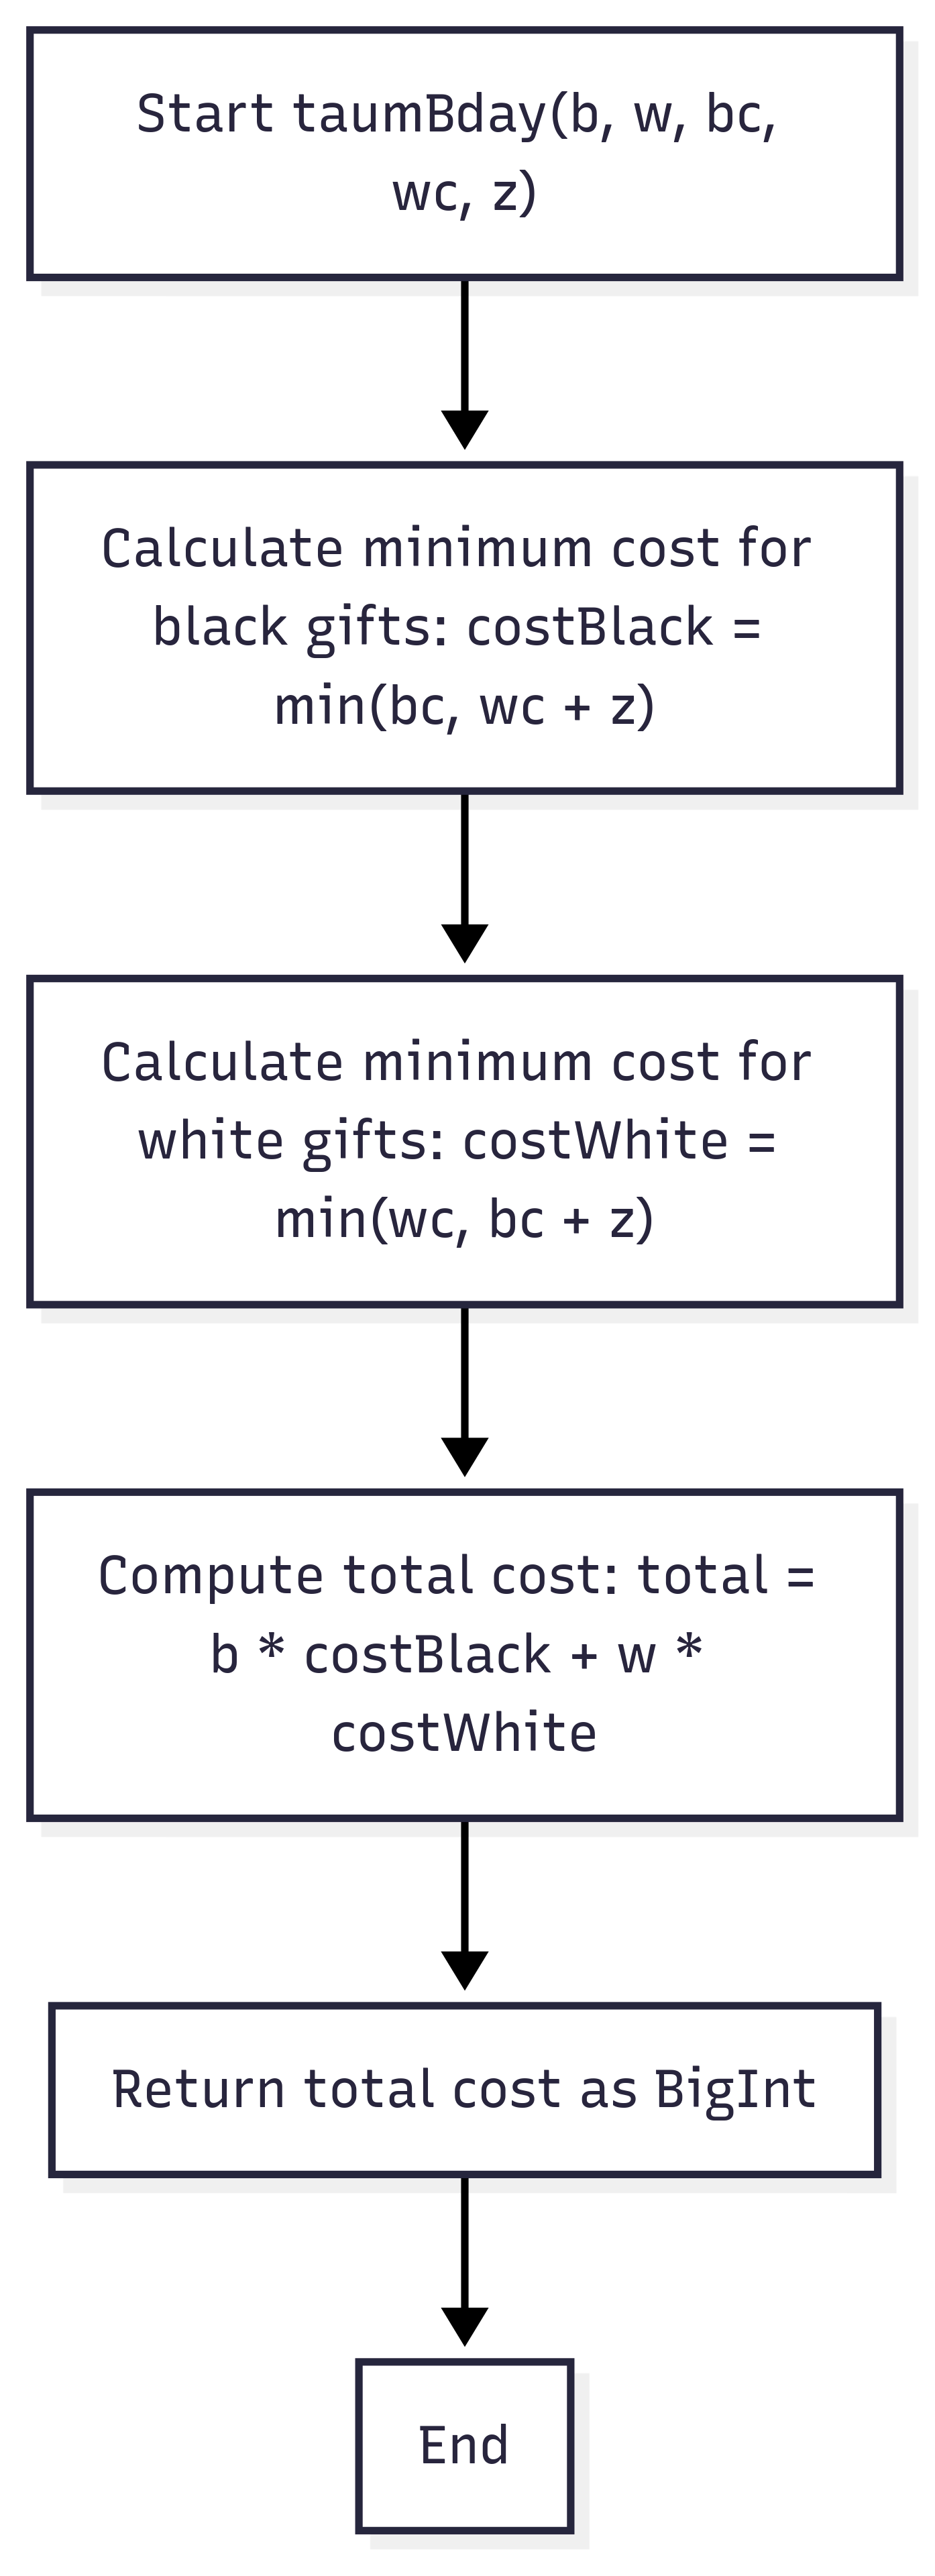 Start taumBday(b, w, bc,
wc, z)
Calculate minimum cost for
black gifts: costBlack =
min(bc, wc + z)
Calculate minimum cost for
white gifts: costWhite =
min(wc, bc + z)
Compute total cost: total =
b * costBlack + w *
costWhite
Return total cost as BigInt
End